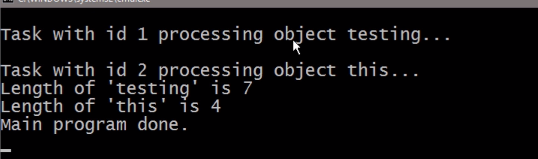 Task with id 1 processing object testing...
Task with id 2 processing object this...
Length of 'testing' is 7
Length of 'this' is 4
Main program done.